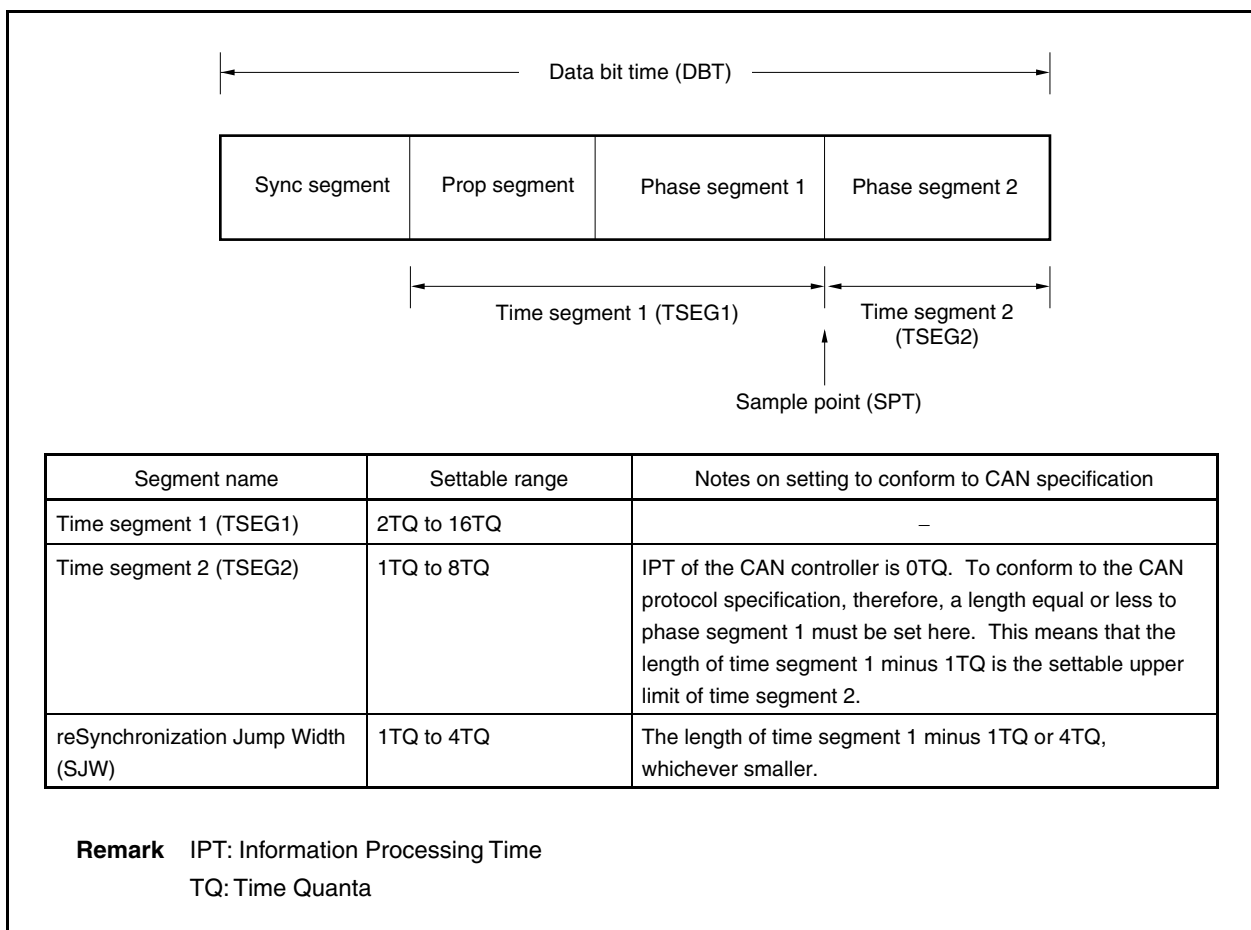 Data bit time (DBT)
Sync segment
Prop segment
Phase segment 1
Phase segment 2
Time segment 1 (TSEG1)
Time segment 2
(TSEG2)
Sample point (SPT)
Segment name
Settable range
Notes on setting to conform to CAN specification
Time segment 1 (TSEG1)
2TQ to 16TQ
–
Time segment 2 (TSEG2)
1TQ to 8TQ
IPT of the CAN controller is 0TQ. To conform to the CAN
protocol specification, therefore, a length equal or less to
phase segment 1 must be set here. This means that the
length of time segment 1 minus 1TQ is the settable upper
limit of time segment 2.
reSynchronization Jump Width
(SJW)
1TQ to 4TQ
The length of time segment 1 minus 1TQ or 4TQ,
whichever smaller.
Remark IPT: Information Processing Time
TQ: Time Quanta